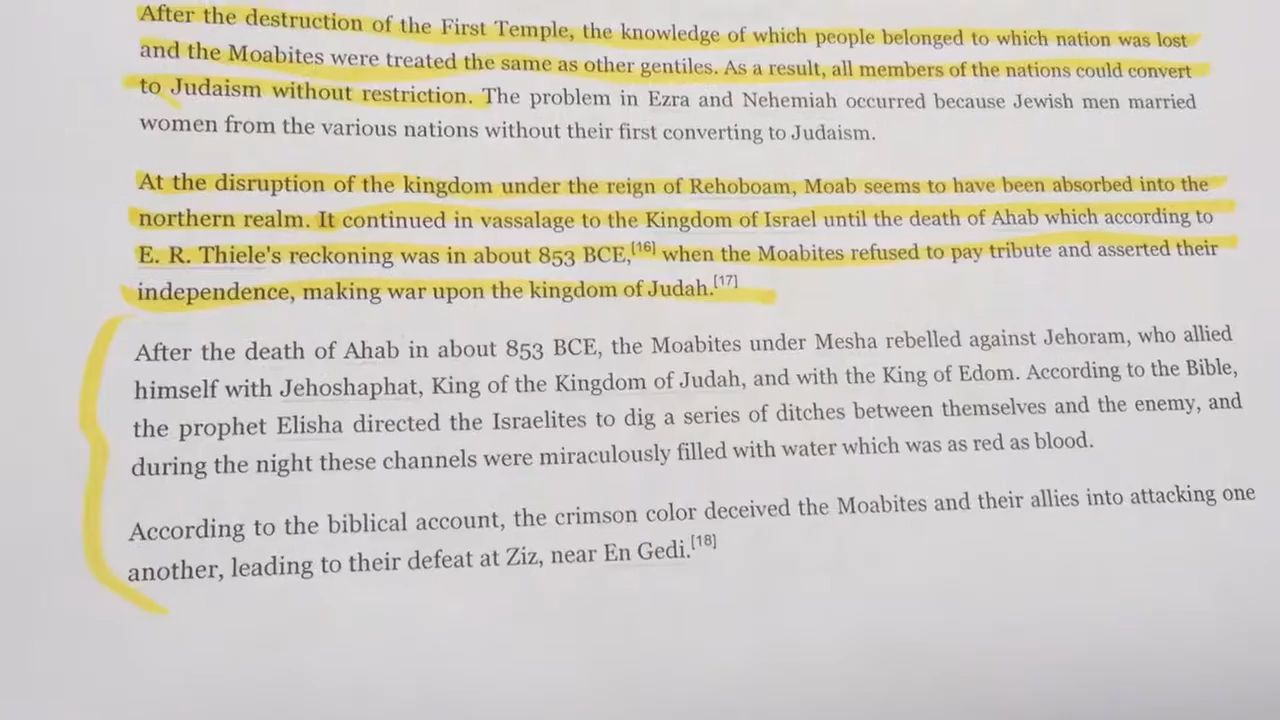 After the destruction of the First Temple, the knowledge of which people belonged to which nation was lost
and the Moabites were treated the same as other gentiles. As a result, all members of the nations could convert
to Judaism without restriction. The problem in Ezra and Nehemiah occurred because Jewish men married
women from the various nations without their first converting to Judaism.
At the disruption of the kingdom under the reign of Rehoboam, Moab seems to have been absorbed into the
northern realm. It continued in vassalage to the Kingdom of Israel until the death of Ahab which according to
E. R. Thiele's reckoning was in about 853 BCE,[16] when the Moabites refused to pay tribute and asserted their
independence, making war upon the kingdom of Judah.[17]
After the death of Ahab in about 853 BCE, the Moabites under Mesha rebelled against Jehoram, who allied
himself with Jehoshaphat, King of the Kingdom of Judah, and with the King of Edom. According to the Bible,
the prophet Elisha directed the Israelites to dig a series of ditches between themselves and the enemy, and
during the night these channels were miraculously filled with water which was as red as blood.
According to the biblical account, the crimson color deceived the Moabites and their allies into attacking one
another, leading to their defeat at Ziz, near En Gedi.[18]